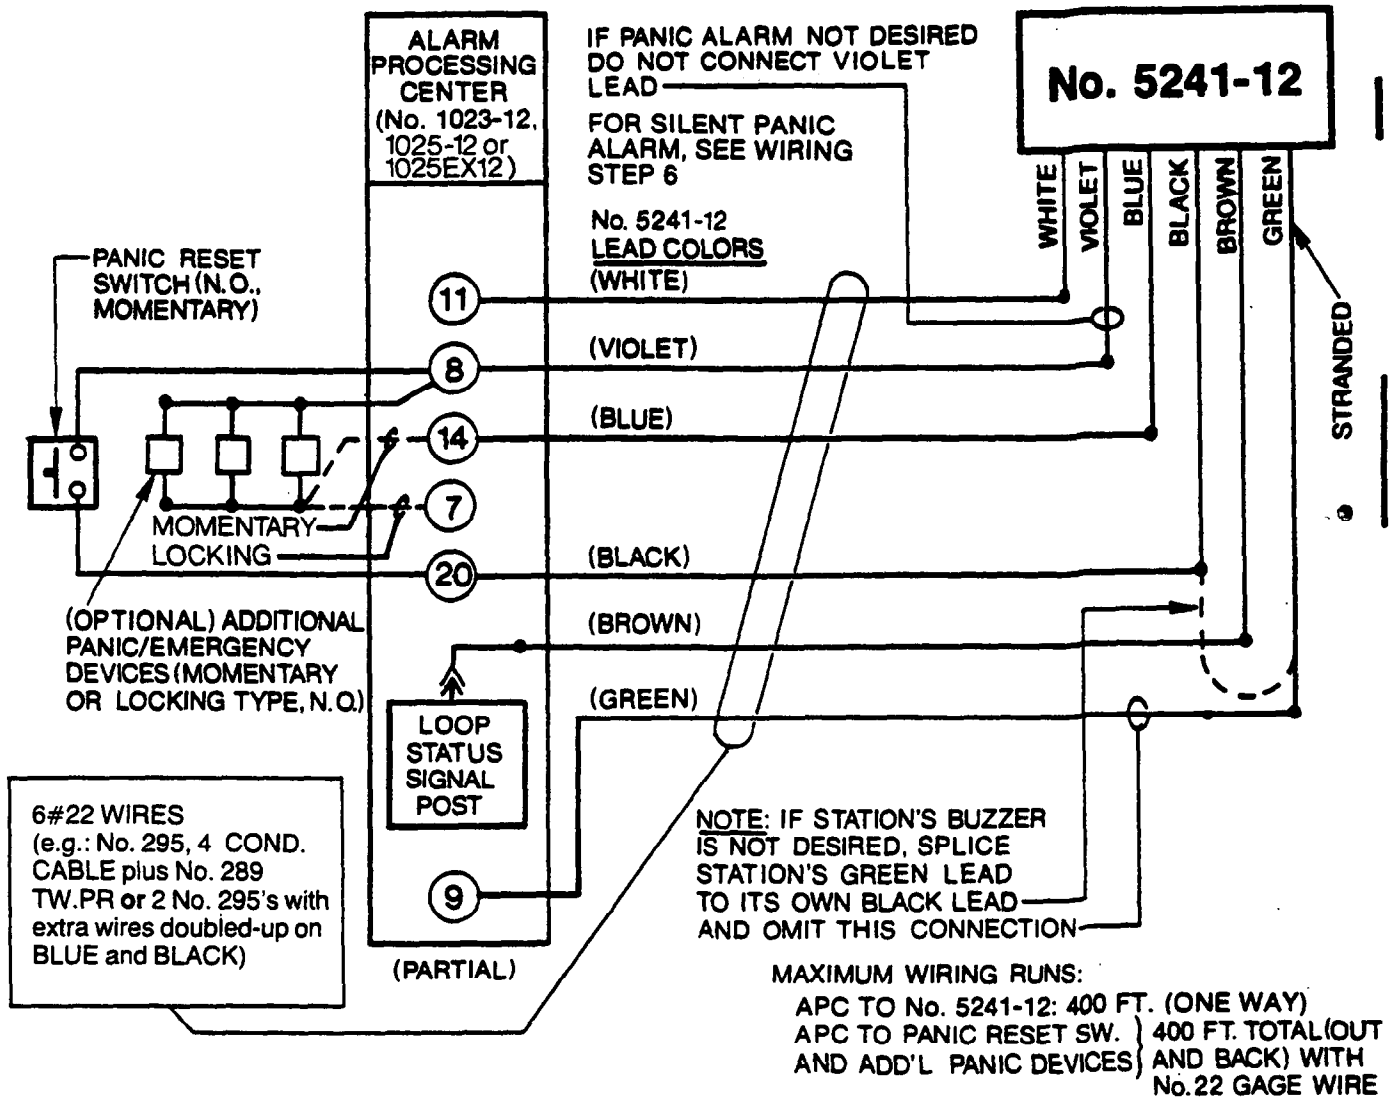 ALARM
PROCESSING
CENTER
(No. 1023-12,
1025-12 or
1025EX12)
IF PANIC ALARM NOT DESIRED
DO NOT CONNECT VIOLET
LEAD
FOR SILENT PANIC
ALARM, SEE WIRING
STEP 6
No. 5241-12
LEAD COLORS
No. 5241-12
WHITE
VIOLET
BLUE
BLACK
BROWN
GREEN
STRANDED
PANIC RESET
SWITCH (N.O.,
MOMENTARY)
11
(WHITE)
8
(VIOLET)
14
(BLUE)
7
MOMENTARY
LOCKING
20
(BLACK)
(OPTIONAL) ADDITIONAL
PANIC/EMERGENCY
DEVICES (MOMENTARY
OR LOCKING TYPE, N.O.)
(BROWN)
(GREEN)
LOOP
STATUS
SIGNAL
POST
9
(PARTIAL)
6#22 WIRES
(e.g.: No. 295, 4 COND.
CABLE plus No. 289
TW.PR or 2 No. 295's with
extra wires doubled-up on
BLUE and BLACK)
NOTE: IF STATION'S BUZZER
IS NOT DESIRED, SPLICE
STATION'S GREEN LEAD
TO ITS OWN BLACK LEAD
AND OMIT THIS CONNECTION
MAXIMUM WIRING RUNS:
APC TO No. 5241-12: 400 FT. (ONE WAY)
APC TO PANIC RESET SW.
AND ADD'L PANIC DEVICES
400 FT. TOTAL (OUT
AND BACK) WITH
No.22 GAGE WIRE